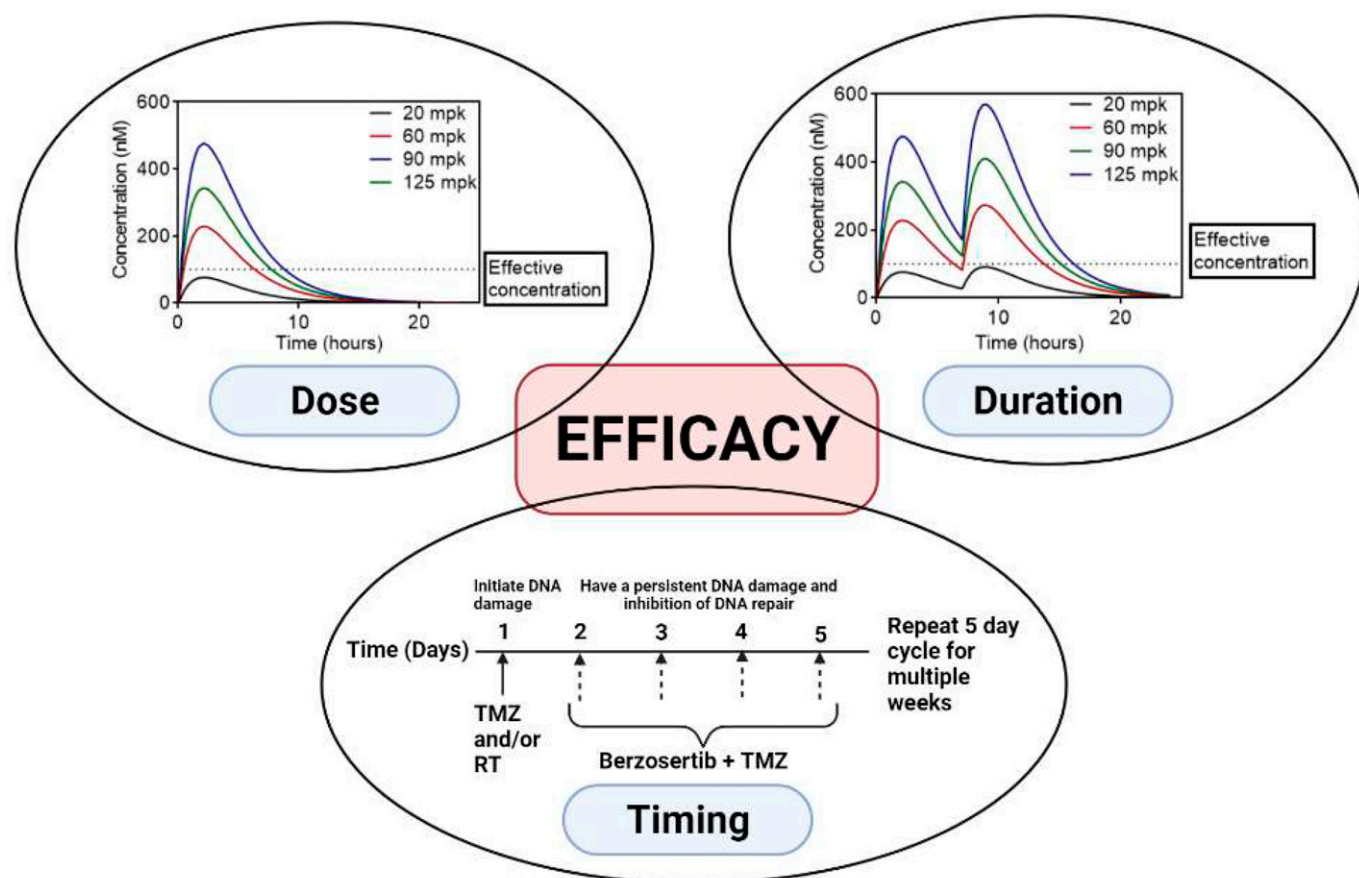 600
400
200
0
Concentration (nM)
20 mpk
60 mpk
90 mpk
125 mpk
Effective
concentration
0
10
20
Time (hours)
Dose
600
400
200
0
Concentration (nM)
20 mpk
60 mpk
90 mpk
125 mpk
Effective
concentration
0
10
20
Time (hours)
Duration
EFFICACY
Initiate DNA
damage
Have a persistent DNA damage and
inhibition of DNA repair
Time (Days)
1
2
3
4
5
Repeat 5 day
cycle for
multiple
weeks
TMZ
and/or
RT
Berzosertib + TMZ
Timing